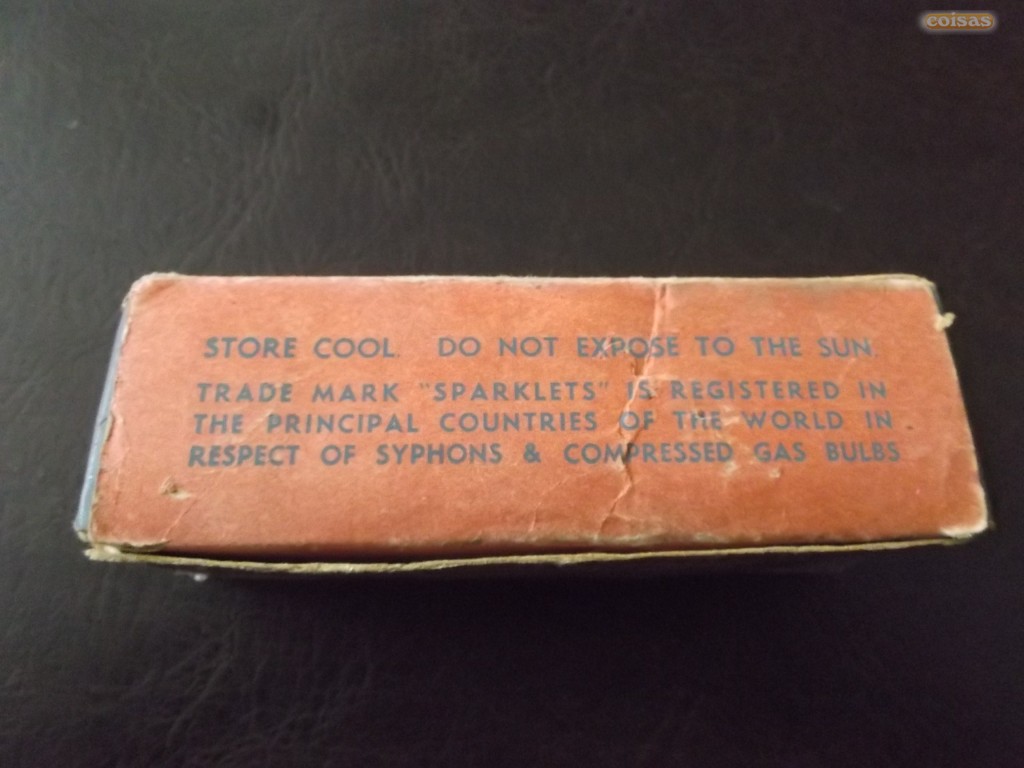 coisas
STORE COOL. DO NOT EXPOSE TO THE SUN.
TRADE MARK "SPARKLETS" IS REGISTERED IN
THE PRINCIPAL COUNTRIES OF THE WORLD IN
RESPECT OF SYPHONS & COMPRESSED GAS BULBS